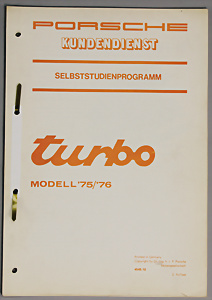 PORSCHE
KUNDENDIENST
SELBSTSTUDIENPROGRAMM
turbo
MODELL '75/'76